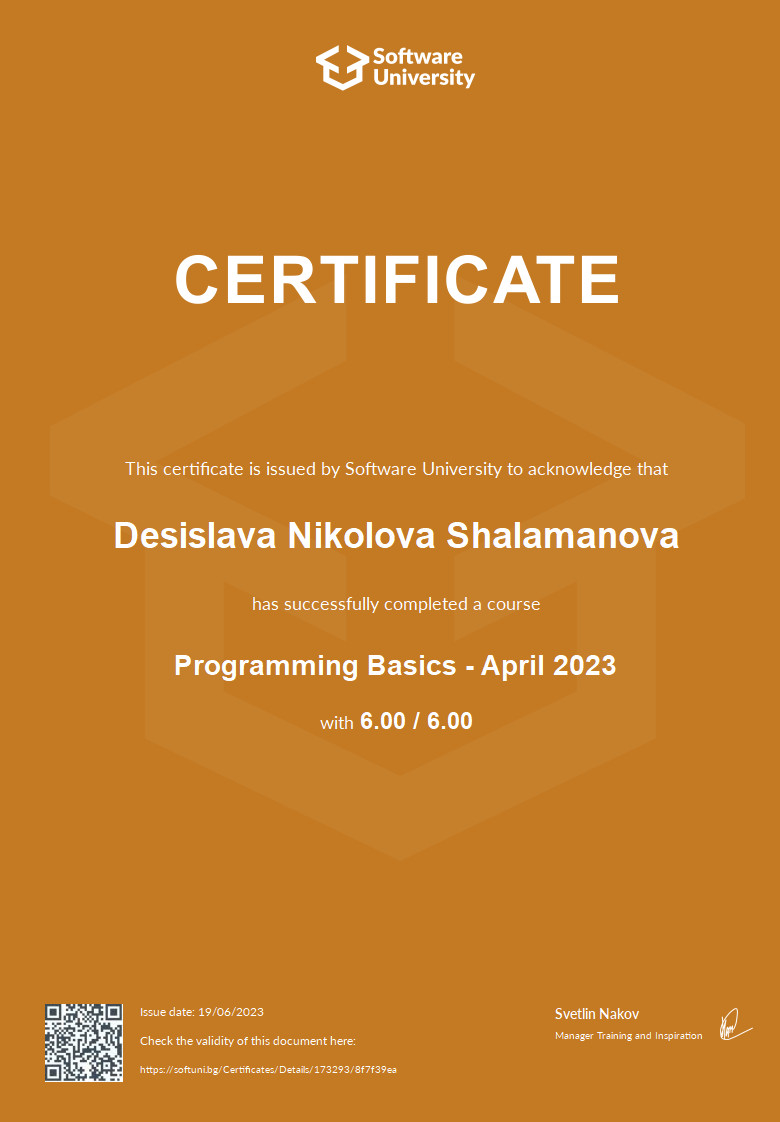 Software
University
CERTIFICATE
This certificate is issued by Software University to acknowledge that
Desislava Nikolova Shalamanova
has successfully completed a course
Programming Basics - April 2023
with 6.00 / 6.00
Issue date: 19/06/2023
Check the validity of this document here:
https://softuni.bg/Certificates/Details/173293/8f7f39ea
Svetlin Nakov
Manager Training and Inspiration